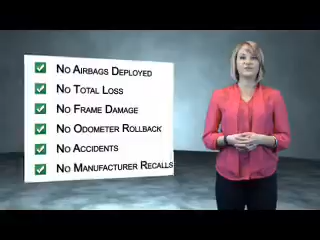 No Airbags Deployed
No Total Loss
No Frame Damage
No Odometer Rollback
No Accidents
No Manufacturer Recalls